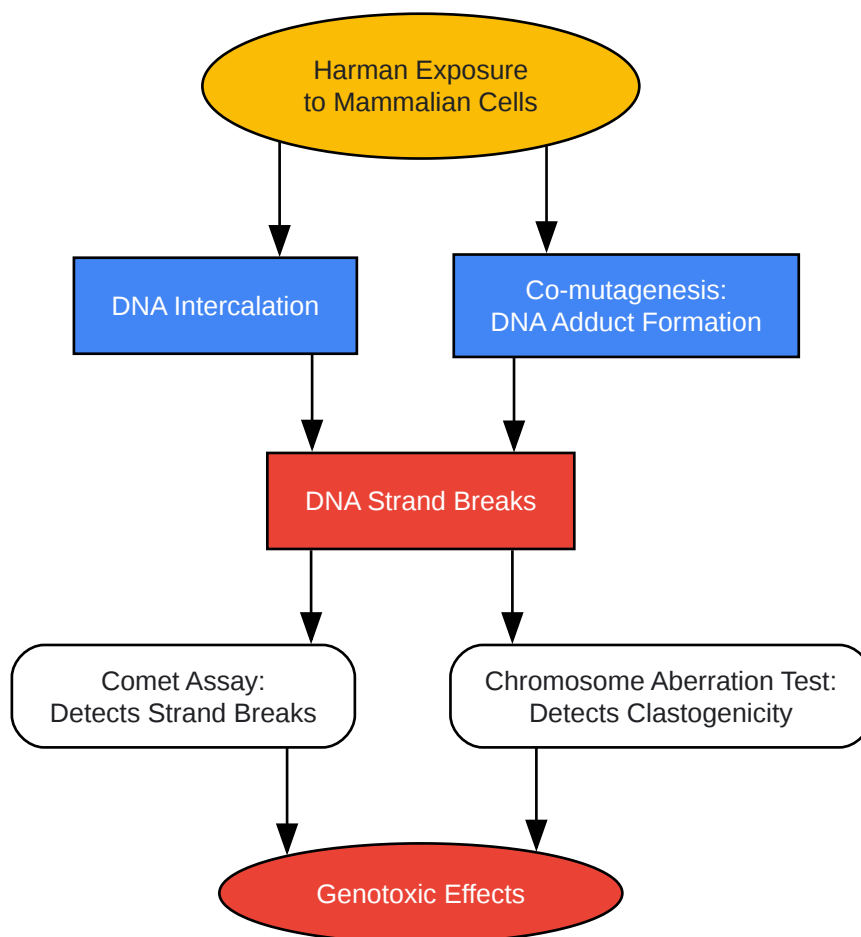 Harman Exposure
to Mammalian Cells
DNA Intercalation
Co-mutagenesis:
DNA Adduct Formation
DNA Strand Breaks
Comet Assay:
Detects Strand Breaks
Chromosome Aberration Test:
Detects Clastogenicity
Genotoxic Effects